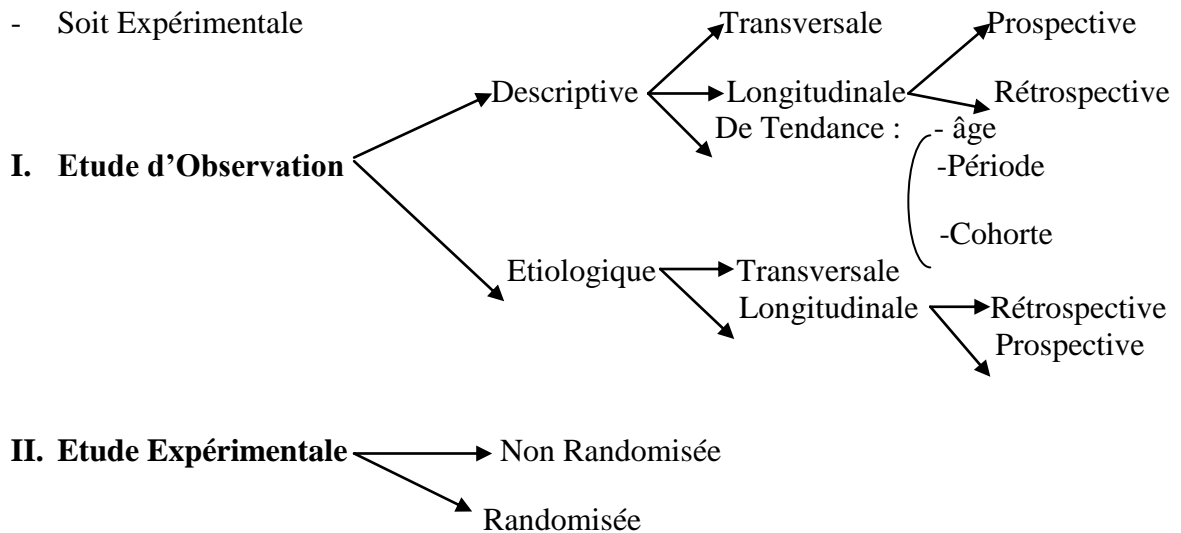 - Soit Expérimentale
Transversale Prospective
Descriptive Longitudinale Rétrospective
De Tendance : - âge
I. Etude d’Observation -Période
-Cohorte
Etiologique Transversale
Longitudinale Rétrospective
Prospective
II. Etude Expérimentale Non Randomisée
Randomisée